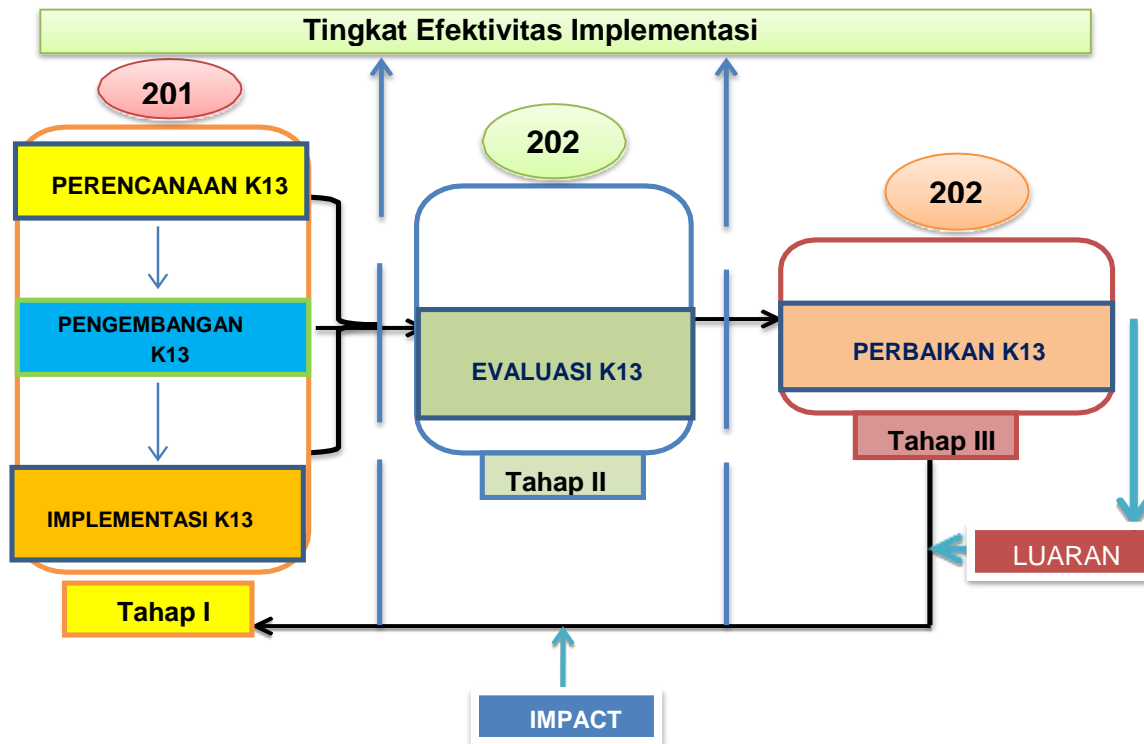 Tingkat Efektivitas Implementasi
201
PERENCANAAN K13
PENGEMBANGAN
K13
IMPLEMENTASI K13
Tahap I
202
EVALUASI K13
Tahap II
202
PERBAIKAN K13
Tahap III
LUARAN
IMPACT